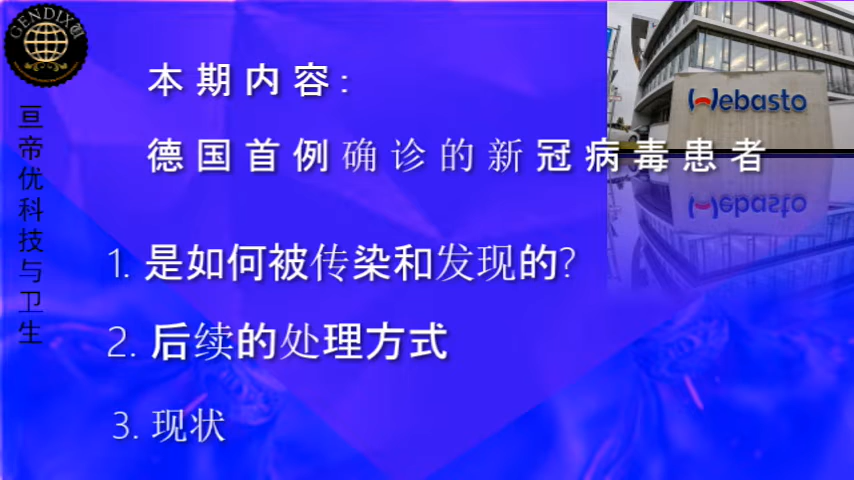 GENDIXU
亘帝优科技与卫生
本期内容:
德国首例确诊的新冠病毒患者
1. 是如何被传染和发现的?
2. 后续的处理方式
3. 现状
Webasto